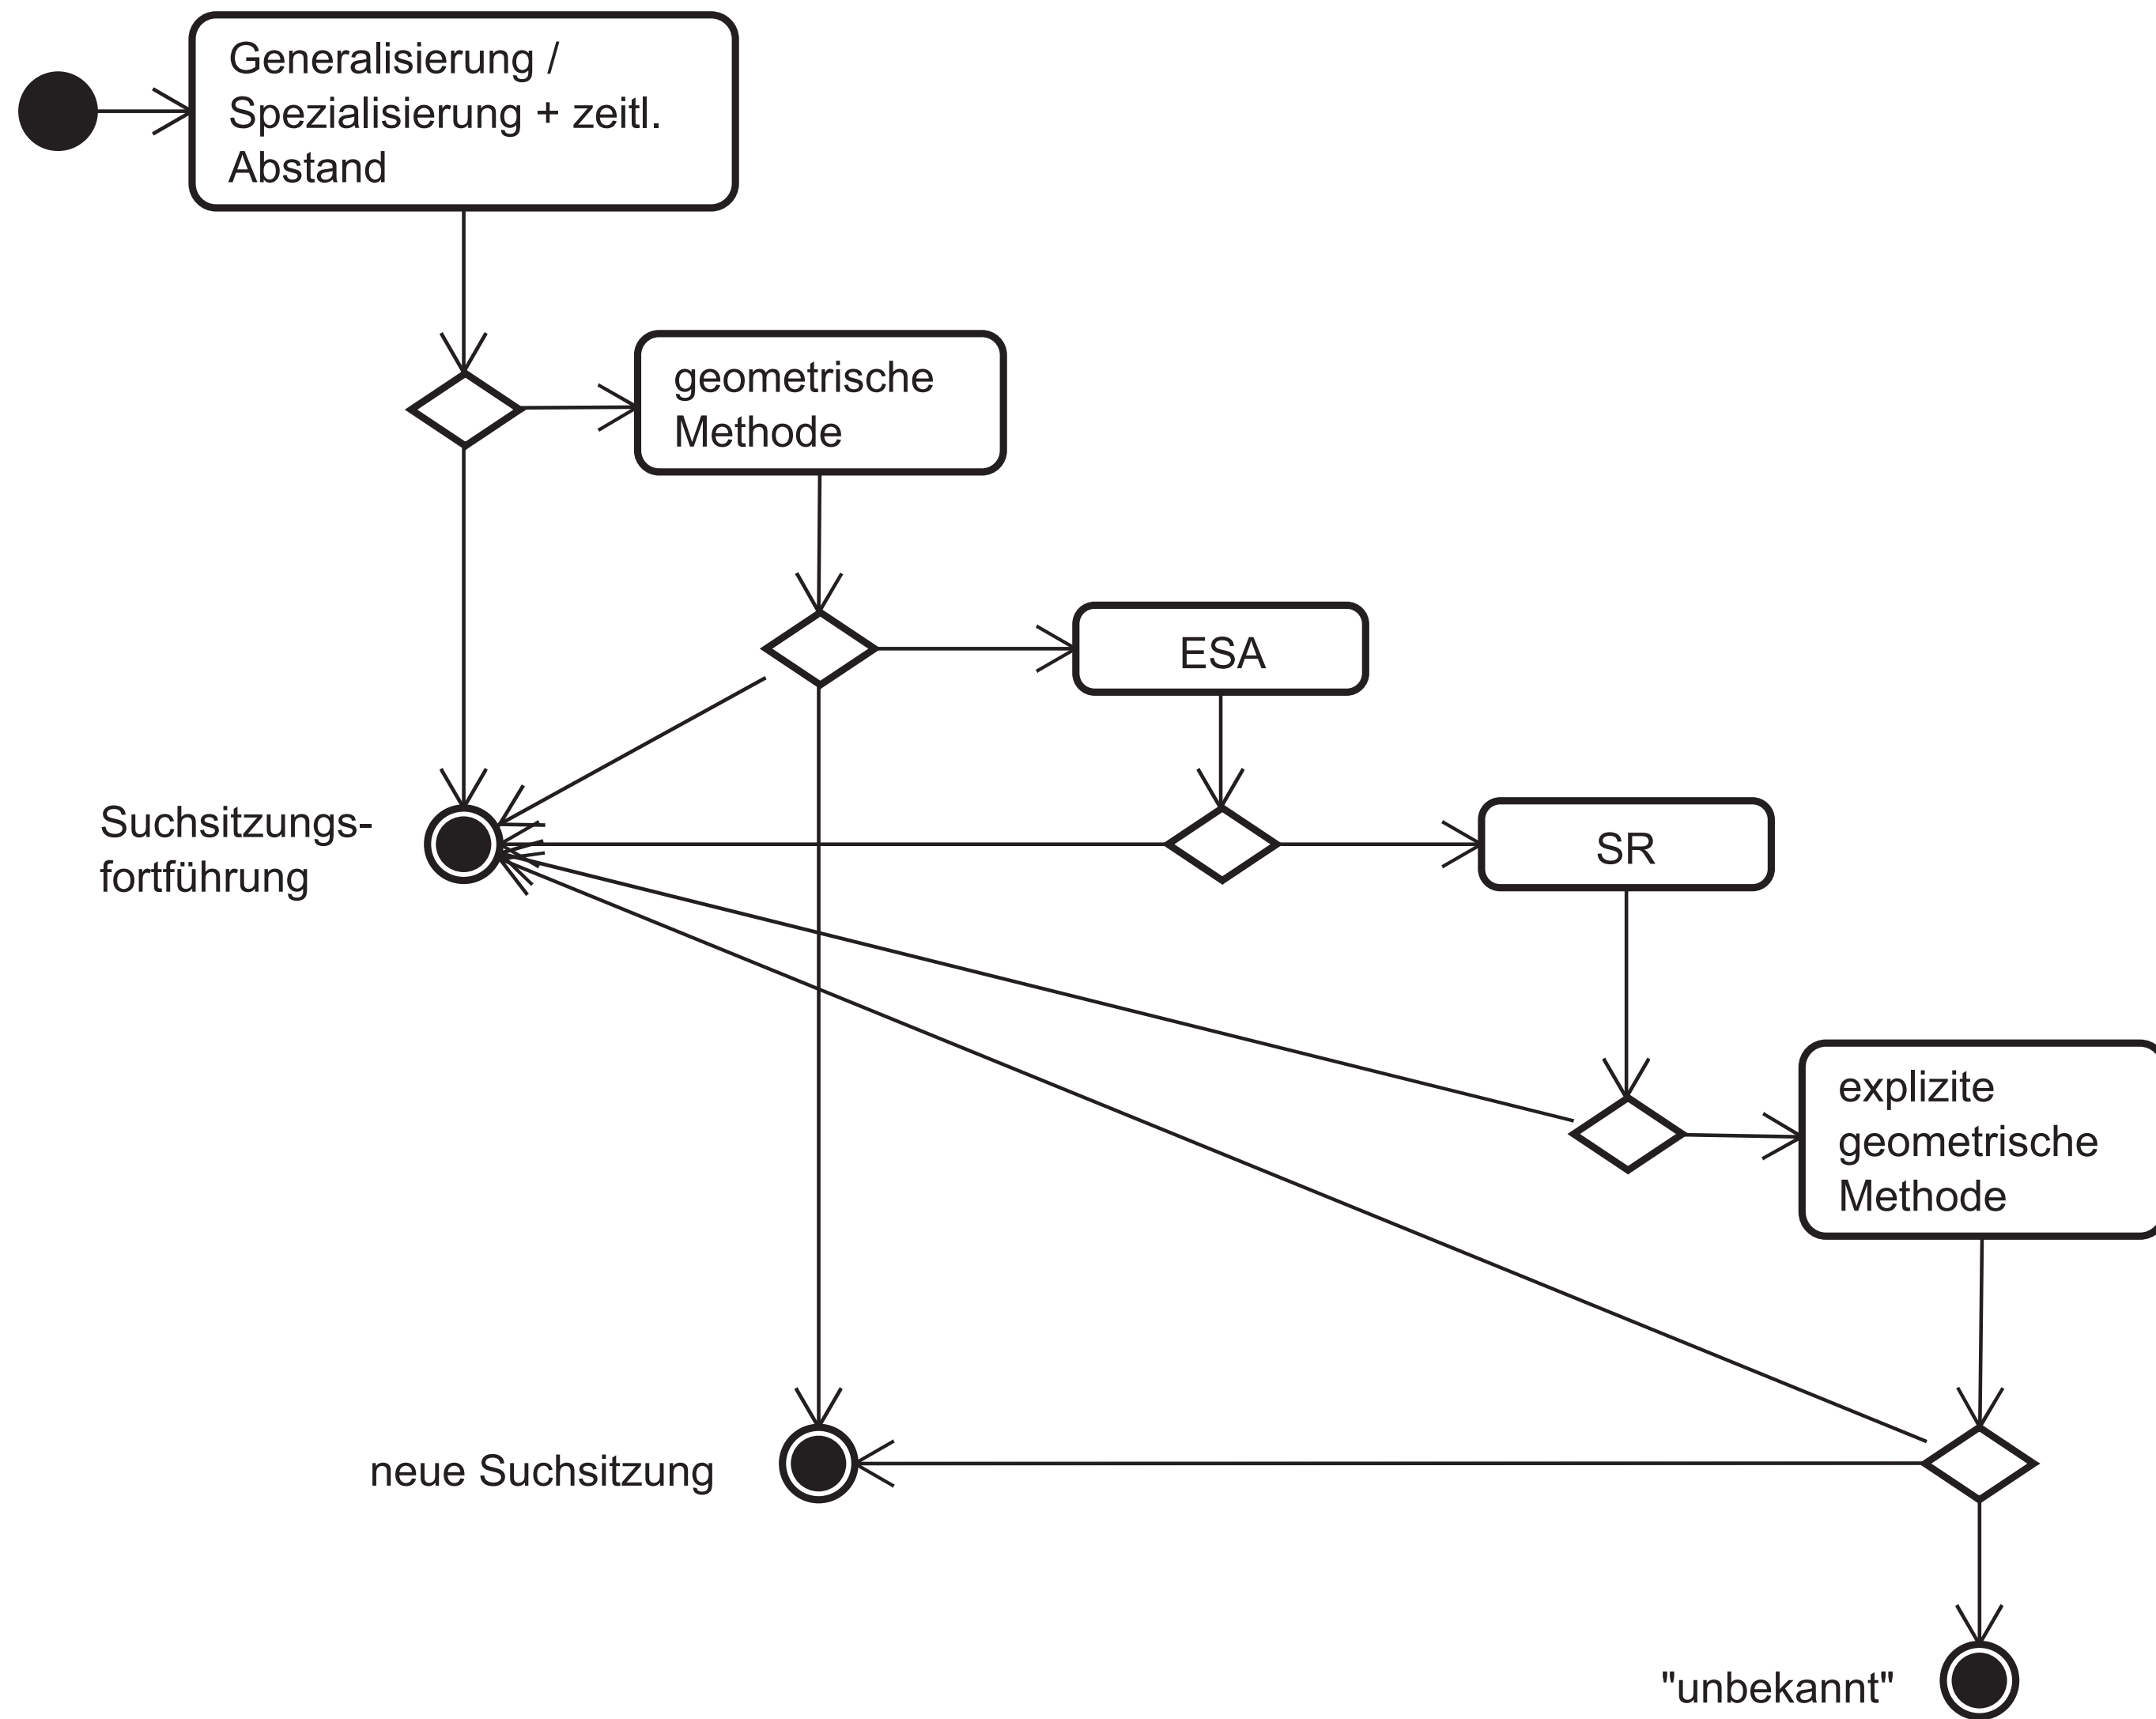 Generalisierung /
Spezialisierung + zeitl.
Abstand
geometrische
Methode
ESA
Suchsitzungs-
fortführung
SR
explizite
geometrische
Methode
neue Suchsitzung
"unbekannt"